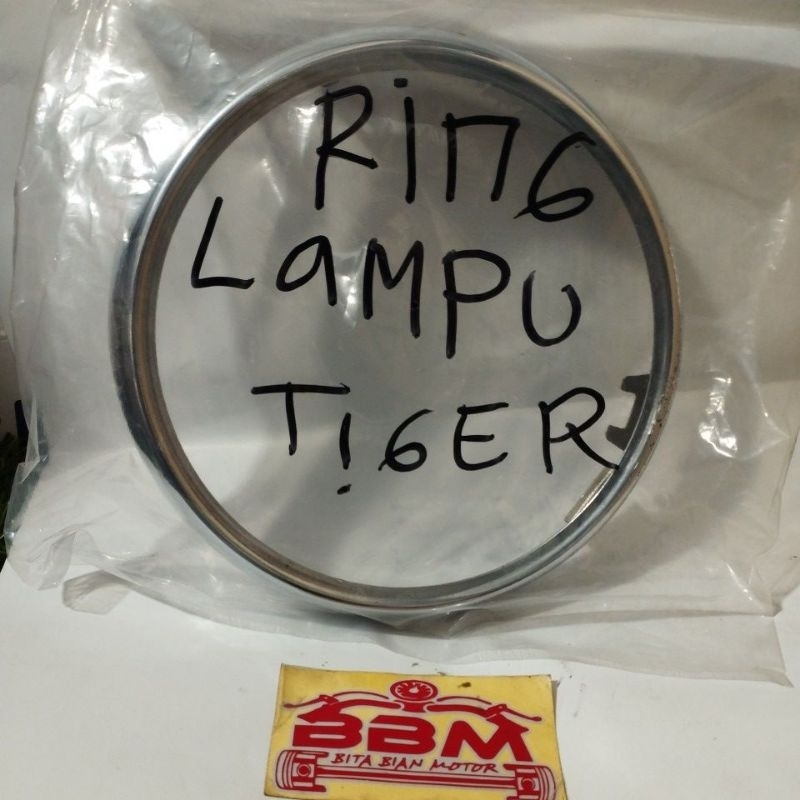 RiNG
LaMPU
TiGER
BBM
BITA BIAN MOTOR